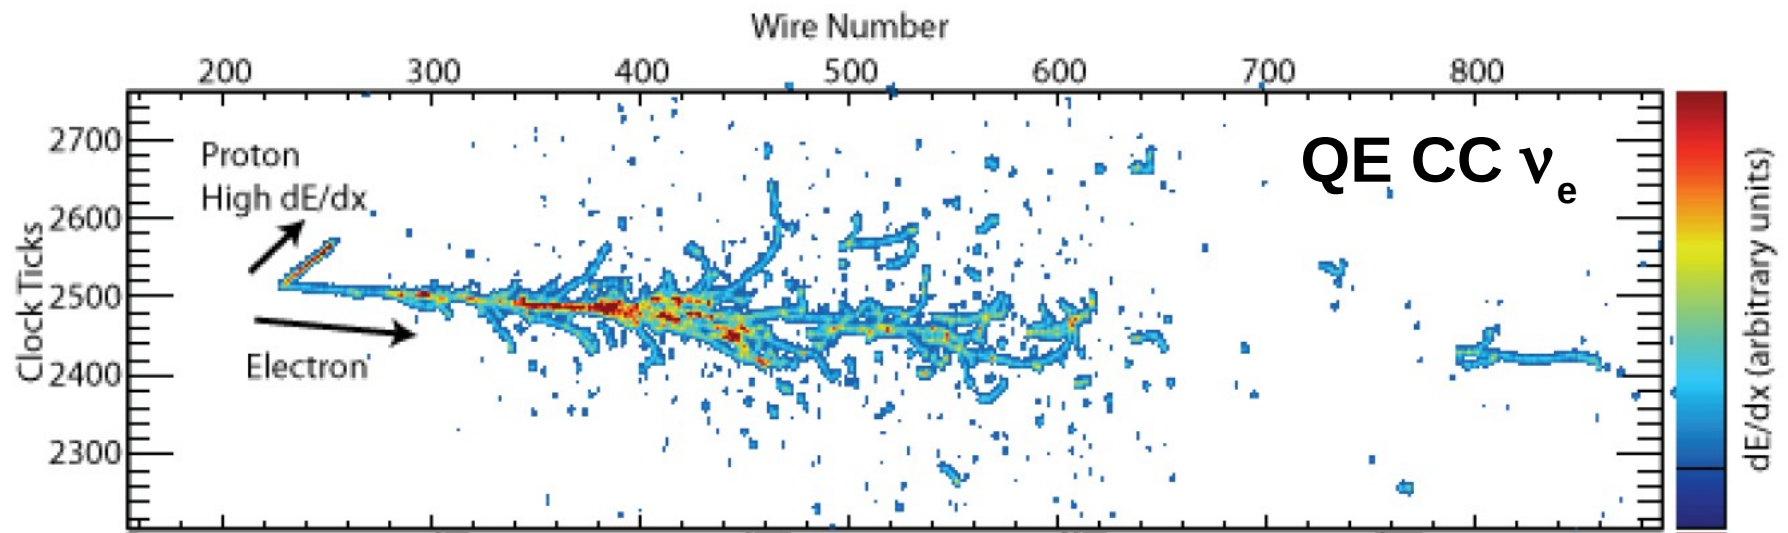 Wire Number
200 300 400 500 600 700 800
2700
2600
2500
2400
2300
Clock Ticks
Proton
High dE/dx
Electron
QE CC νe
dE/dx (arbitrary units)